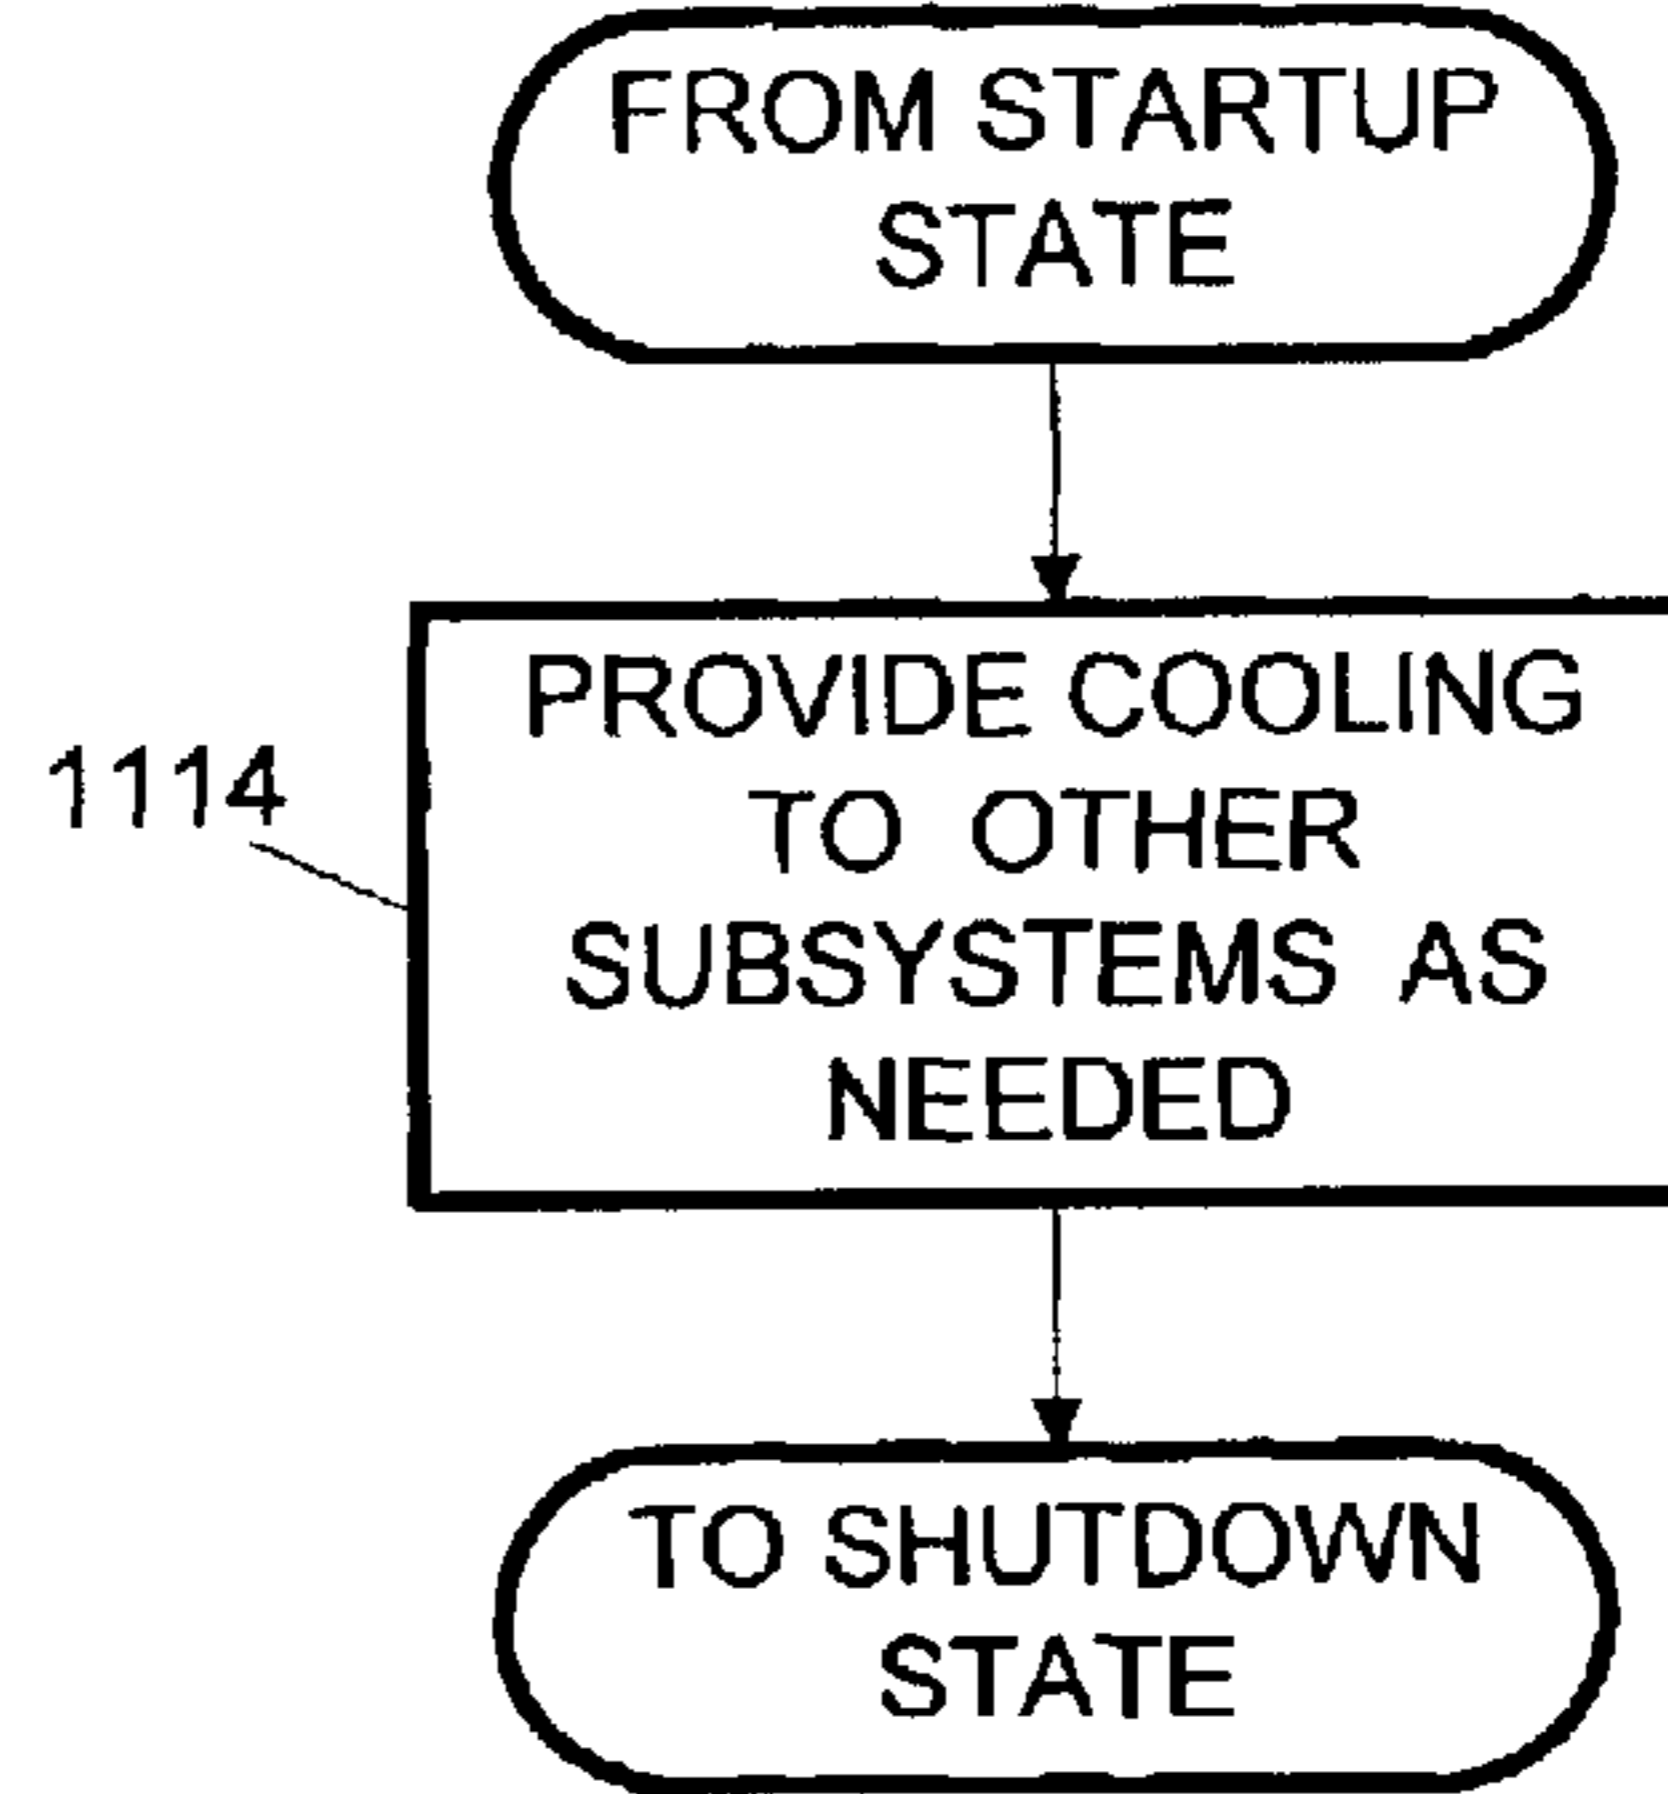 FROM STARTUP
STATE
PROVIDE COOLING
TO OTHER
SUBSYSTEMS AS
NEEDED
1114
TO SHUTDOWN
STATE